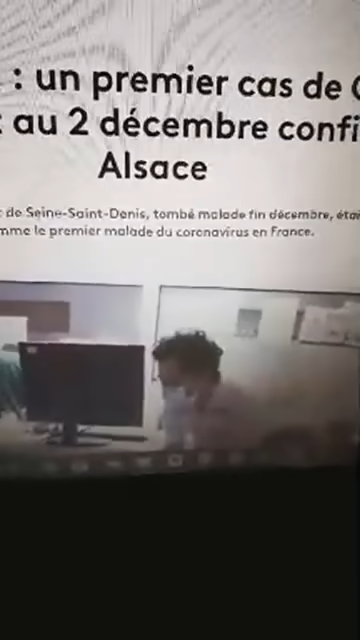 : un premier cas de
au 2 décembre confi
Alsace
de Seine-Saint-Denis, tombé malade fin décembre, étai
mme le premier malade du coronavirus en France.